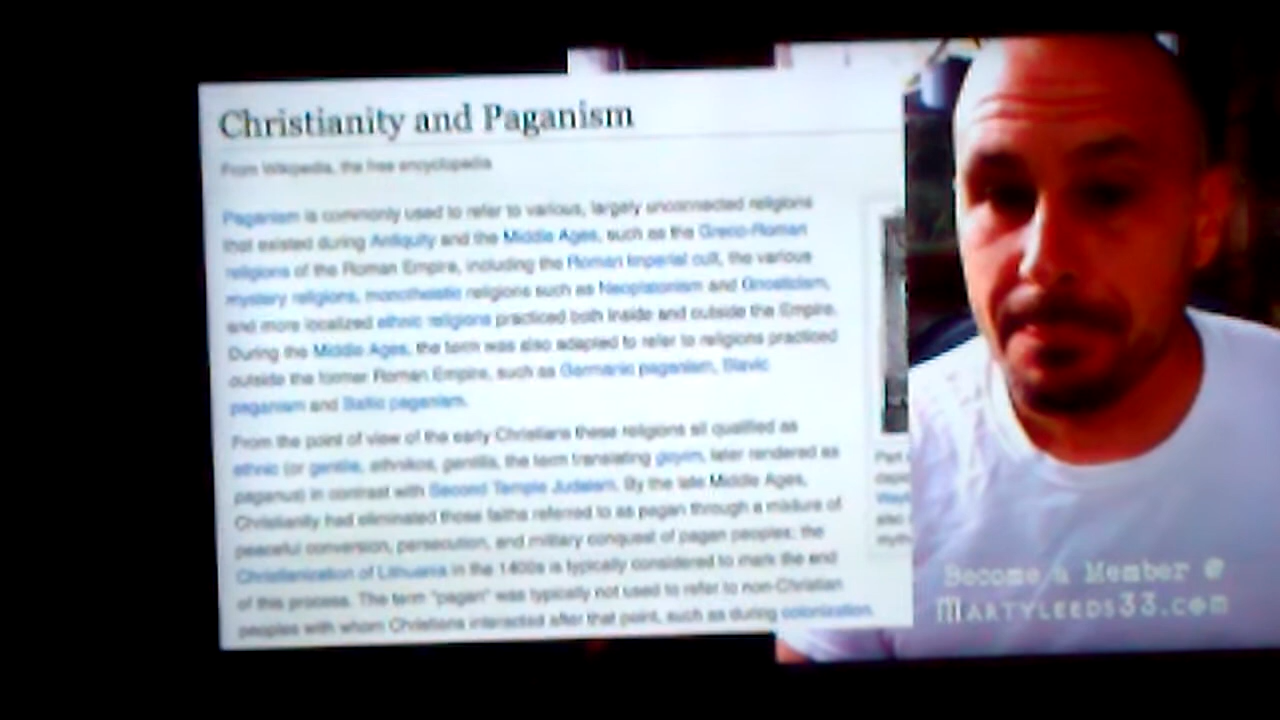 Christianity and Paganism
From Wikipedia, the free encyclopedia
Paganism is commonly used to refer to various, largely unconnected religions
that existed during Antiquity and the Middle Ages, such as the Greco-Roman
religions of the Roman Empire, including the Roman imperial cult, the various
mystery religions, monotheistic religions such as Neoplatonism and Gnosticism,
and more localized ethnic religions practiced both inside and outside the Empire.
During the Middle Ages, the term was also adapted to refer to religions practiced
outside the former Roman Empire, such as Germanic paganism, Slavic
paganism and Baltic paganism.
From the point of view of the early Christians these religions all qualified as
ethnic (or gentile, ethnikos, gentilis, the term translating goyim, later rendered as
paganus) in contrast with Second Temple Judaism. By the late Middle Ages,
Christianity had eliminated those faiths referred to as pagan through a mixture of
peaceful conversion, persecution, and military conquest of pagan peoples; the
Christianization of Lithuania in the 1400s is typically considered to mark the end
of this process. The term "pagan" was typically not used to refer to non-Christian
peoples with whom Christians interacted after that point, such as during colonization.
Part
also
Become a Member @
Martyleeds33.com